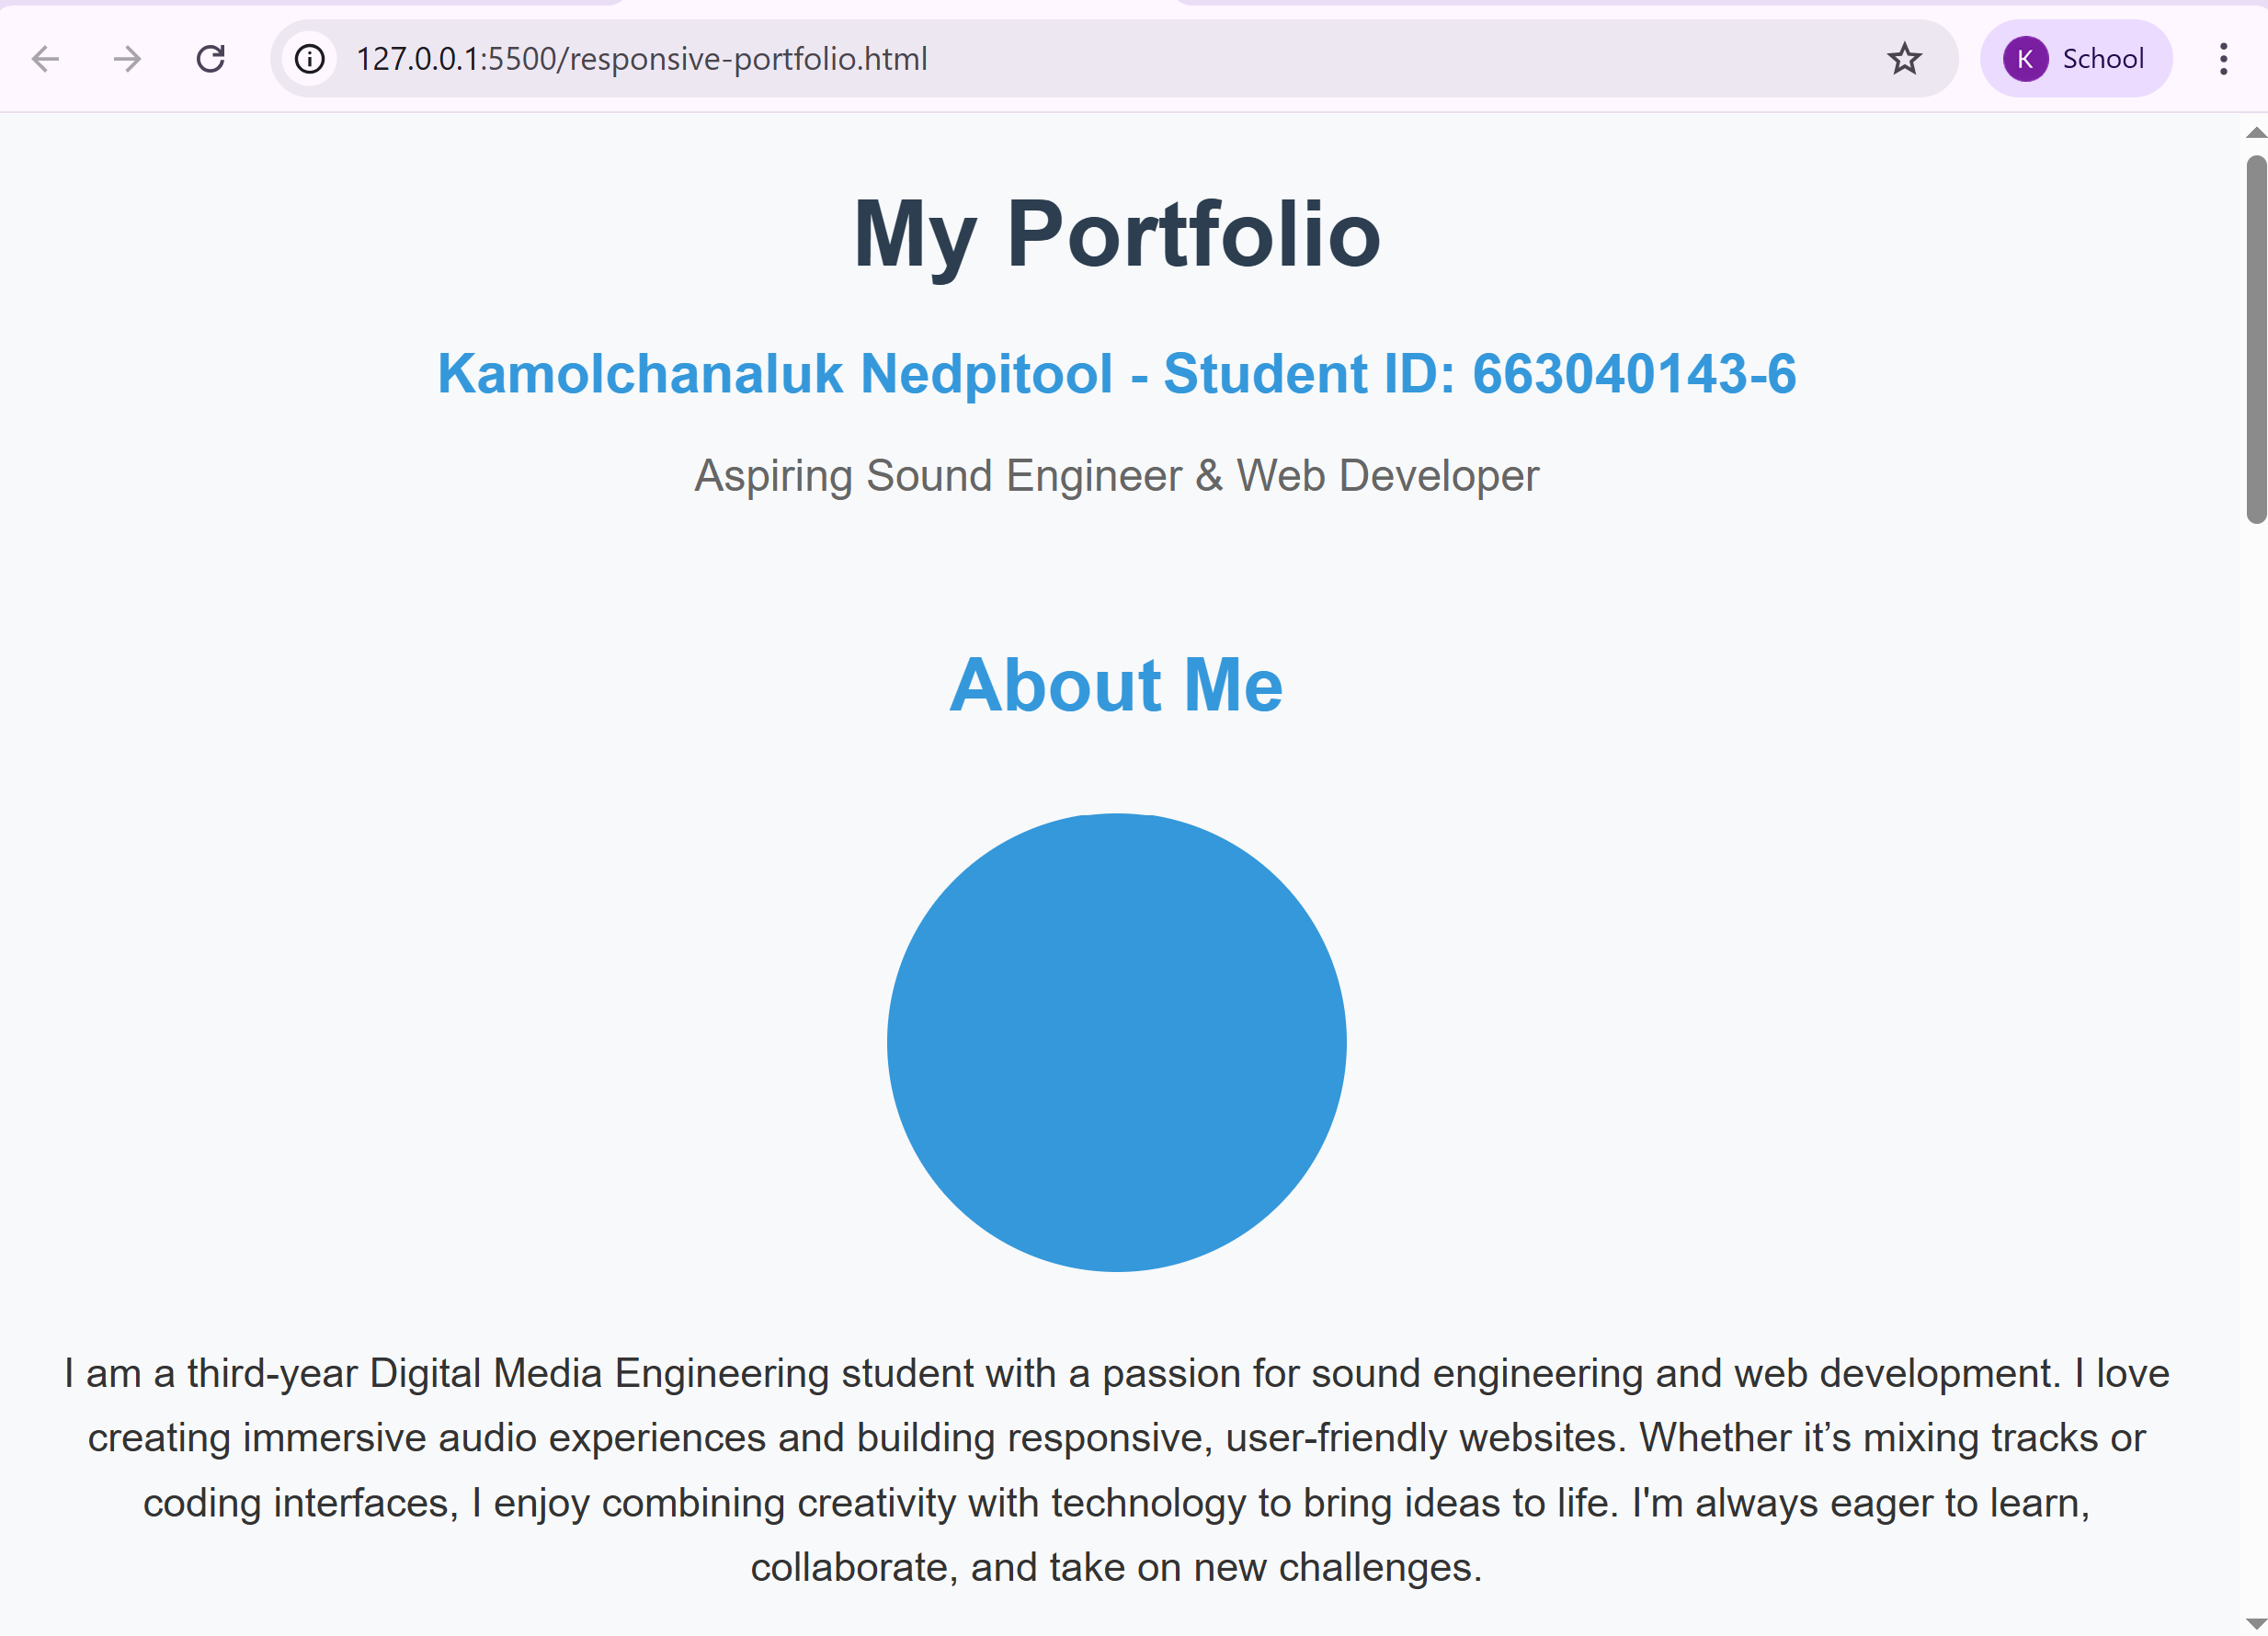 127.0.0.1:5500/responsive-portfolio.html
K School
My Portfolio
Kamolchanaluk Nedpitool - Student ID: 663040143-6
Aspiring Sound Engineer & Web Developer
About Me
I am a third-year Digital Media Engineering student with a passion for sound engineering and web development. I love
creating immersive audio experiences and building responsive, user-friendly websites. Whether it’s mixing tracks or
coding interfaces, I enjoy combining creativity with technology to bring ideas to life. I'm always eager to learn,
collaborate, and take on new challenges.